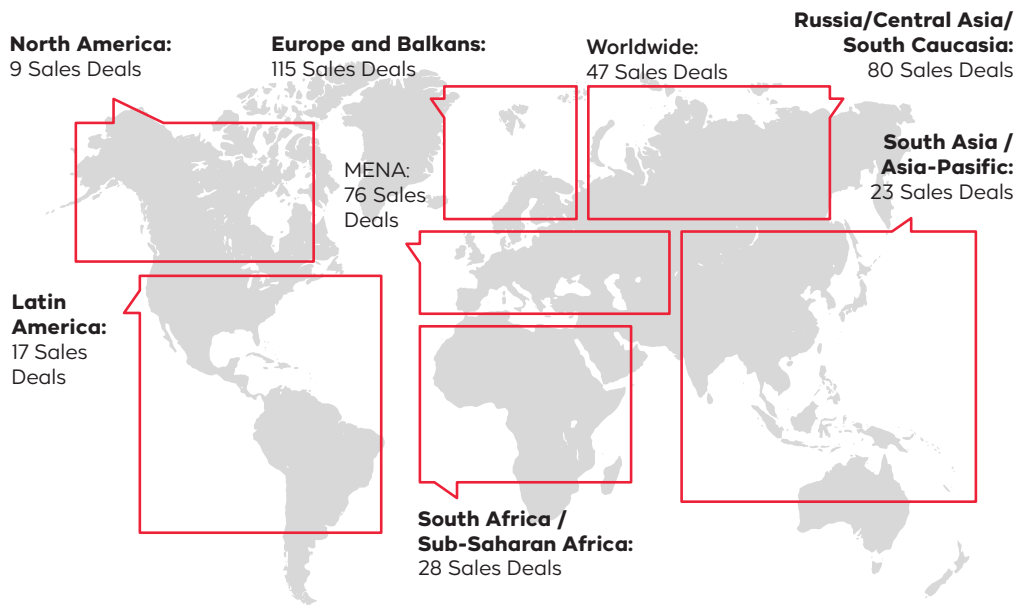 North America:
9 Sales Deals
Europe and Balkans:
115 Sales Deals
Worldwide:
47 Sales Deals
Russia/Central Asia/
South Caucasia:
80 Sales Deals
South Asia /
Asia-Pasific:
23 Sales Deals
MENA:
76 Sales
Deals
Latin
America:
17 Sales
Deals
South Africa /
Sub-Saharan Africa:
28 Sales Deals